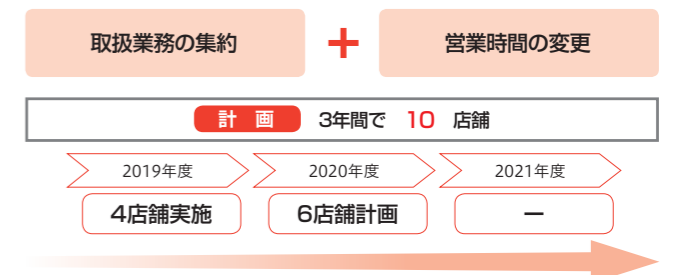 取扱業務の集約 + 営業時間の変更
計 画 3年間で 10 店舗
2019年度 2020年度 2021年度
4店舗実施 6店舗計画 ー